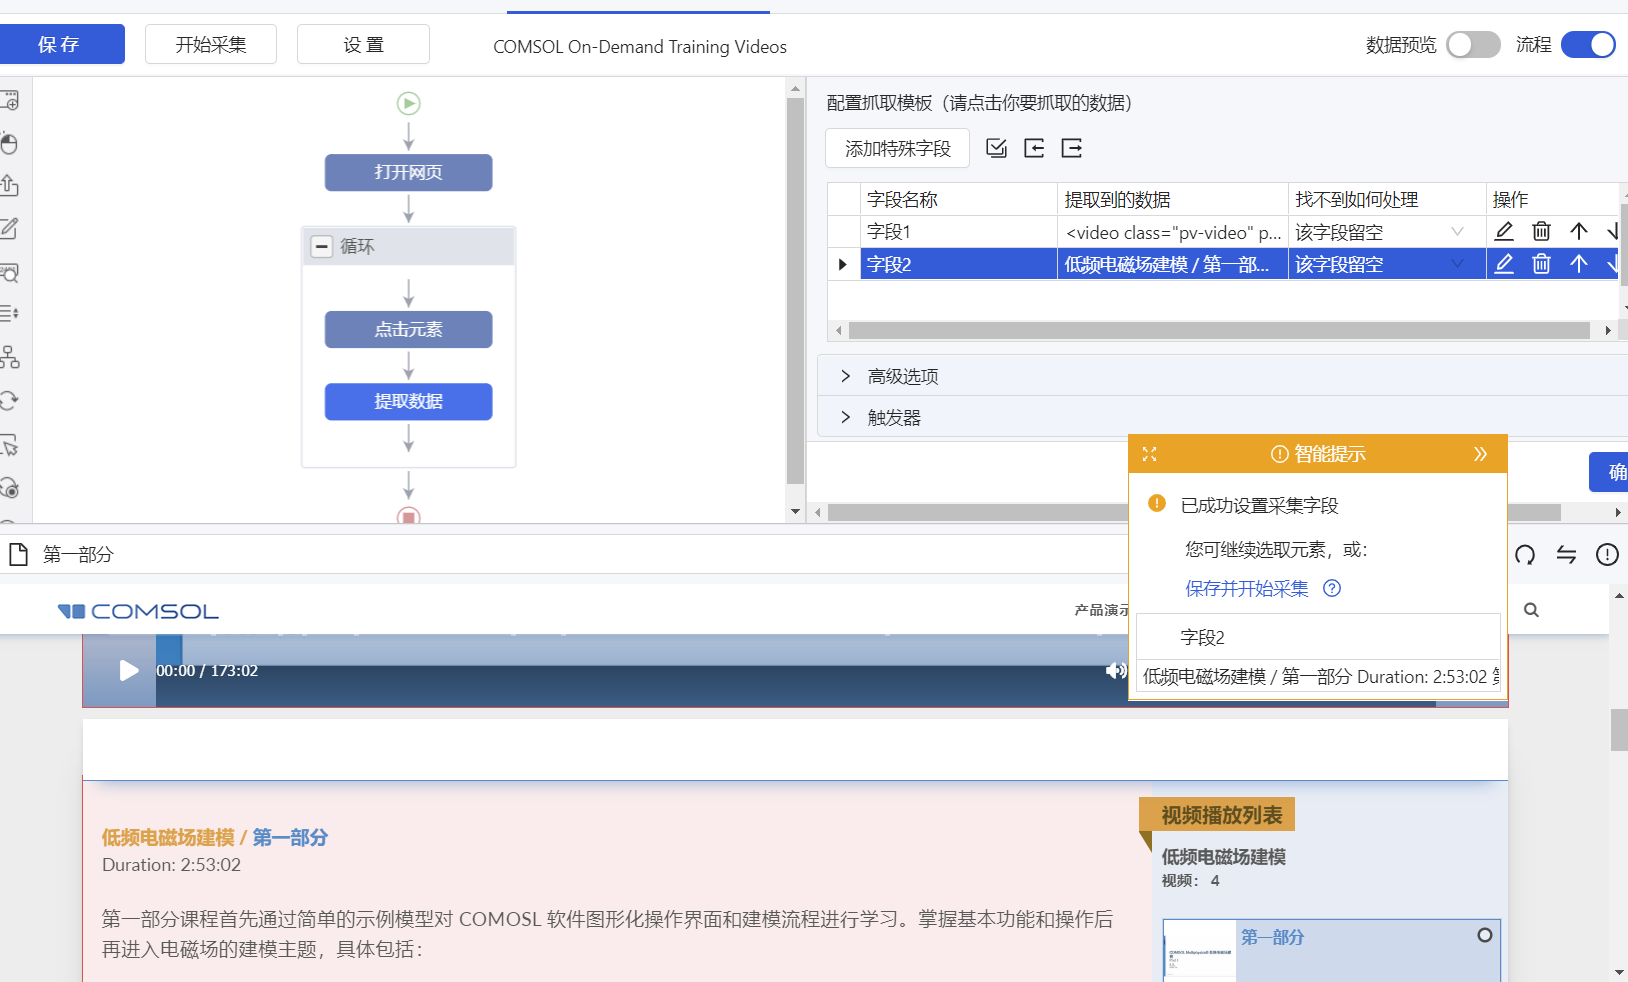 保 存
开始采集
设 置
COMSOL On-Demand Training Videos
数据预览
流程
打开网页
循环
点击元素
提取数据
配置抓取模板（请点击你要抓取的数据）
添加特殊字段
字段名称
提取到的数据
找不到如何处理
操作
字段1
<video class="pv-video" p...
该字段留空
字段2
低频电磁场建模 / 第一部...
该字段留空
高级选项
触发器
确
智能提示
已成功设置采集字段
您可继续选取元素，或：
保存并开始采集
字段2
低频电磁场建模 / 第一部分 Duration: 2:53:02
第一部分
COMSOL
产品演示
00:00 / 173:02
低频电磁场建模 / 第一部分
Duration: 2:53:02
第一部分课程首先通过简单的示例模型对 COMOSL 软件图形化操作界面和建模流程进行学习。掌握基本功能和操作后
再进入电磁场的建模主题，具体包括：
视频播放列表
低频电磁场建模
视频： 4
第一部分